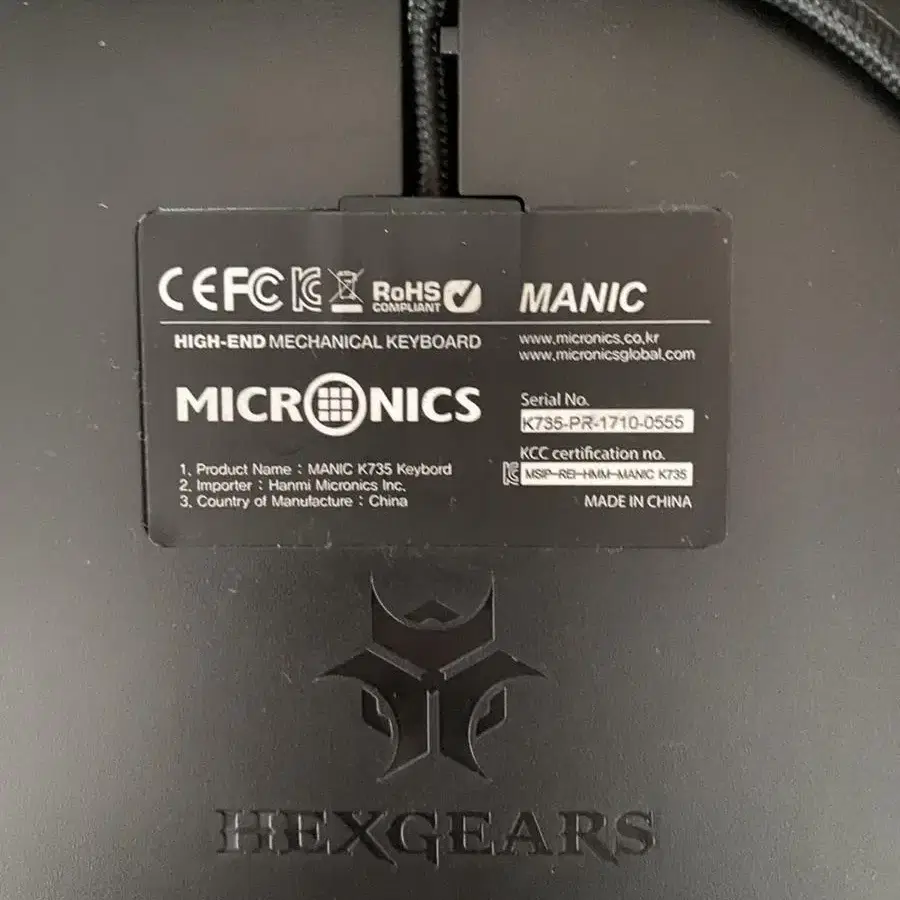 CE FC RoHS COMPLIANT
HIGH-END MECHANICAL KEYBOARD
MICRONICS
1. Product Name : MANIC K735 Keybord
2. Importer : Hanmi Micronics Inc.
3. Country of Manufacture : China
MANIC
www.micronics.co.kr
www.micronicsglobal.com
Serial No.
K735-PR-1710-0555
KCC certification no.
MSIP-REI-HMM-MANIC K735
MADE IN CHINA
HEXGEARS